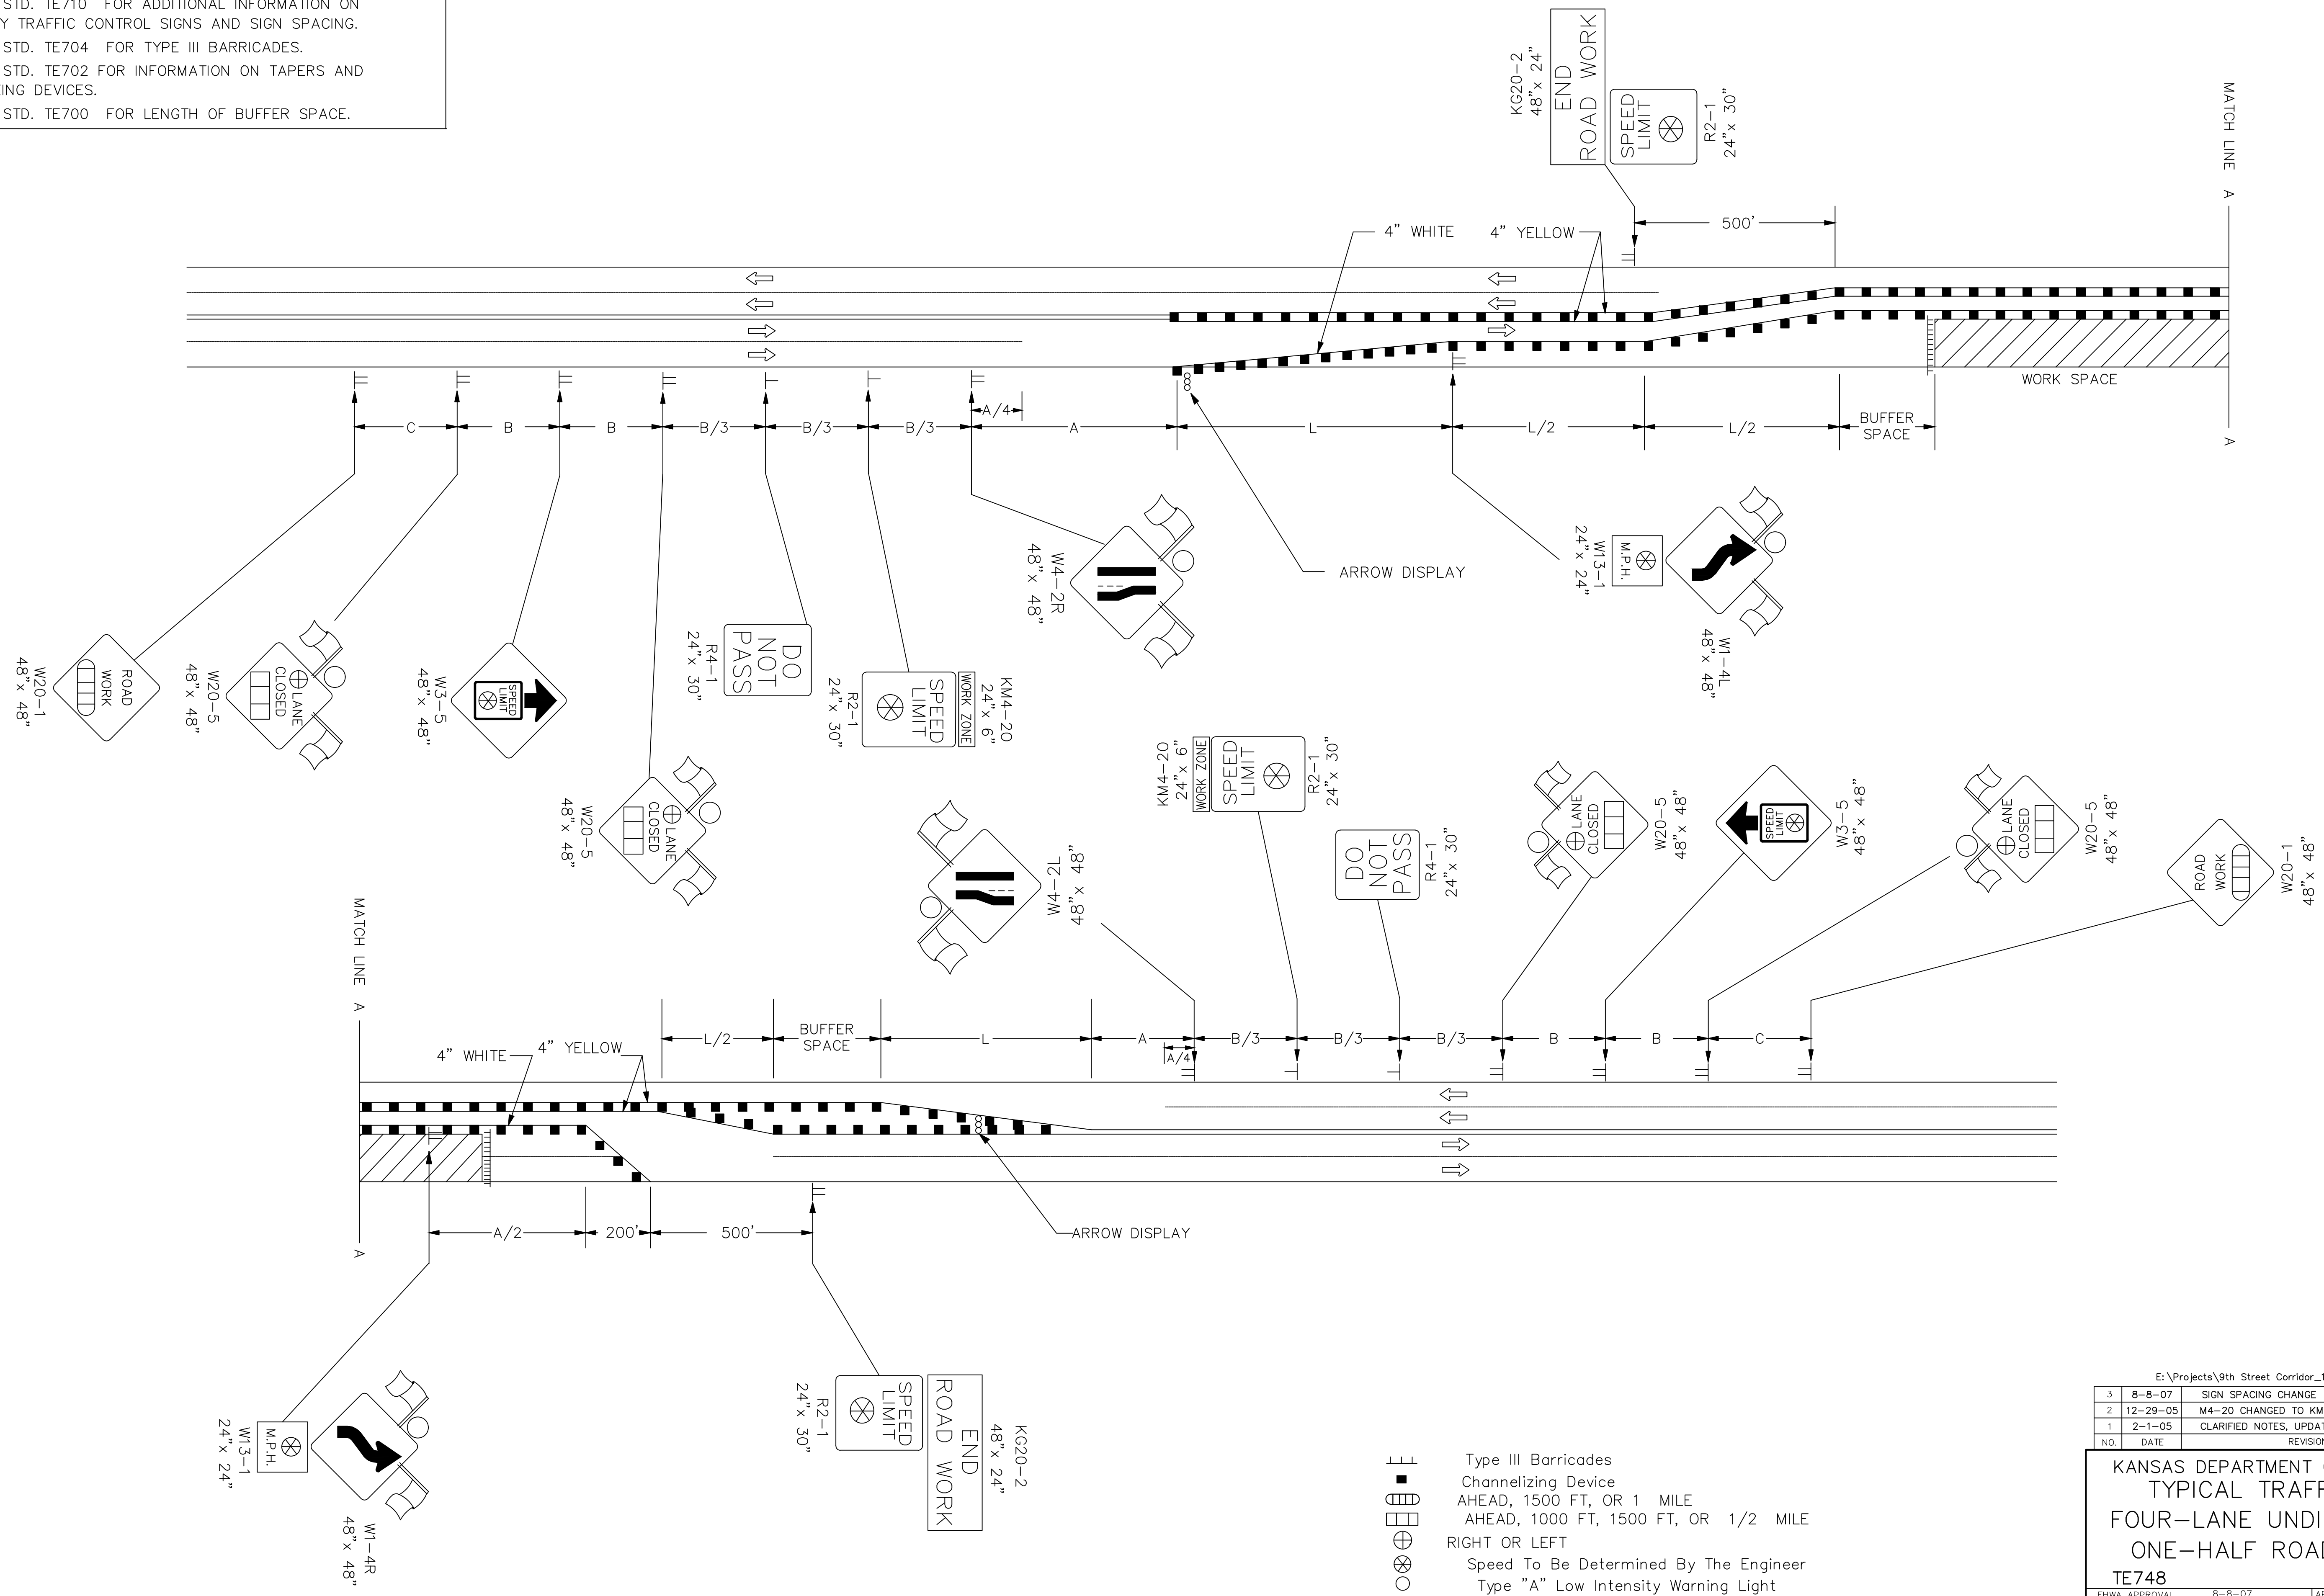 STD. TE710 FOR ADDITIONAL INFORMATION ON
Y TRAFFIC CONTROL SIGNS AND SIGN SPACING.
STD. TE704 FOR TYPE III BARRICADES.
STD. TE702 FOR INFORMATION ON TAPERS AND
ING DEVICES.
STD. TE700 FOR LENGTH OF BUFFER SPACE.
KG20-2
48"x 24"
END
ROAD WORK
SPEED
LIMIT
R2-1
24"x 30"
MATCH LINE A
4" WHITE
4" YELLOW
500'
WORK SPACE
C
B
B
B/3
B/3
B/3
A/4
A
L
L/2
L/2
BUFFER
SPACE
A
ROAD
WORK
W20-1
48"x 48"
LANE
CLOSED
W20-5
48"x 48"
SPEED
LIMIT
W3-5
48"x 48"
LANE
CLOSED
W20-5
48"x 48"
DO
NOT
PASS
R4-1
24"x 30"
KM4-20
24"x 6"
WORK ZONE
SPEED
LIMIT
R2-1
24"x 30"
W4-2R
48"x 48"
ARROW DISPLAY
W1-4L
48"x 48"
M.P.H.
W13-1
24"x 24"
W4-2L
48"x 48"
KM4-20
24"x 6"
WORK ZONE
SPEED
LIMIT
R2-1
24"x 30"
DO
NOT
PASS
R4-1
24"x 30"
LANE
CLOSED
W20-5
48"x 48"
SPEED
LIMIT
W3-5
48"x 48"
LANE
CLOSED
W20-5
48"x 48"
ROAD
WORK
W20-1
48"x 48"
MATCH LINE A
4" WHITE
4" YELLOW
L/2
BUFFER
SPACE
L
A
A/4
B/3
B/3
B/3
B
B
C
A
A/2
200'
500'
ARROW DISPLAY
W1-4R
48"x 48"
M.P.H.
W13-1
24"x 24"
KG20-2
48"x 24"
END
ROAD WORK
SPEED
LIMIT
R2-1
24"x 30"
Type III Barricades
Channelizing Device
AHEAD, 1500 FT, OR 1 MILE
AHEAD, 1000 FT, 1500 FT, OR 1/2 MILE
RIGHT OR LEFT
Speed To Be Determined By The Engineer
Type "A" Low Intensity Warning Light
E:\Projects\9th Street Corridor_1
3 8-8-07 SIGN SPACING CHANGE
2 12-29-05 M4-20 CHANGED TO KM
1 2-1-05 CLARIFIED NOTES, UPDAT
NO. DATE REVISION
KANSAS DEPARTMENT
TYPICAL TRAFF
FOUR-LANE UNDI
ONE-HALF ROAD
TE748
FHWA APPROVAL 8-8-07